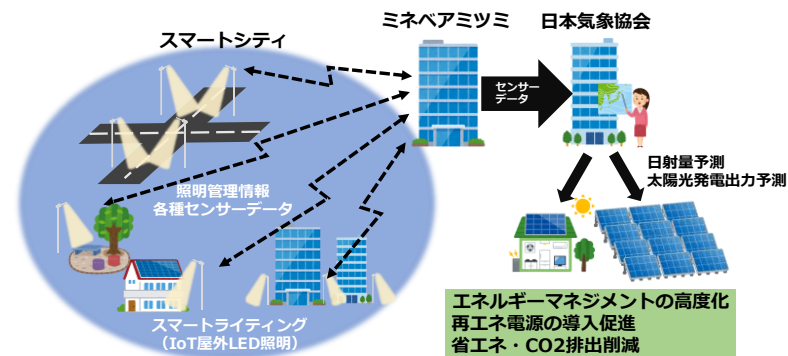 スマートシティ
ミネベアミツミ
日本気象協会
センサー
データ
照明管理情報
各種センサーデータ
スマートライティング
（IoT屋外LED照明）
日射量予測
太陽光発電出力予測
エネルギーマネジメントの高度化
再エネ電源の導入促進
省エネ・CO2排出削減